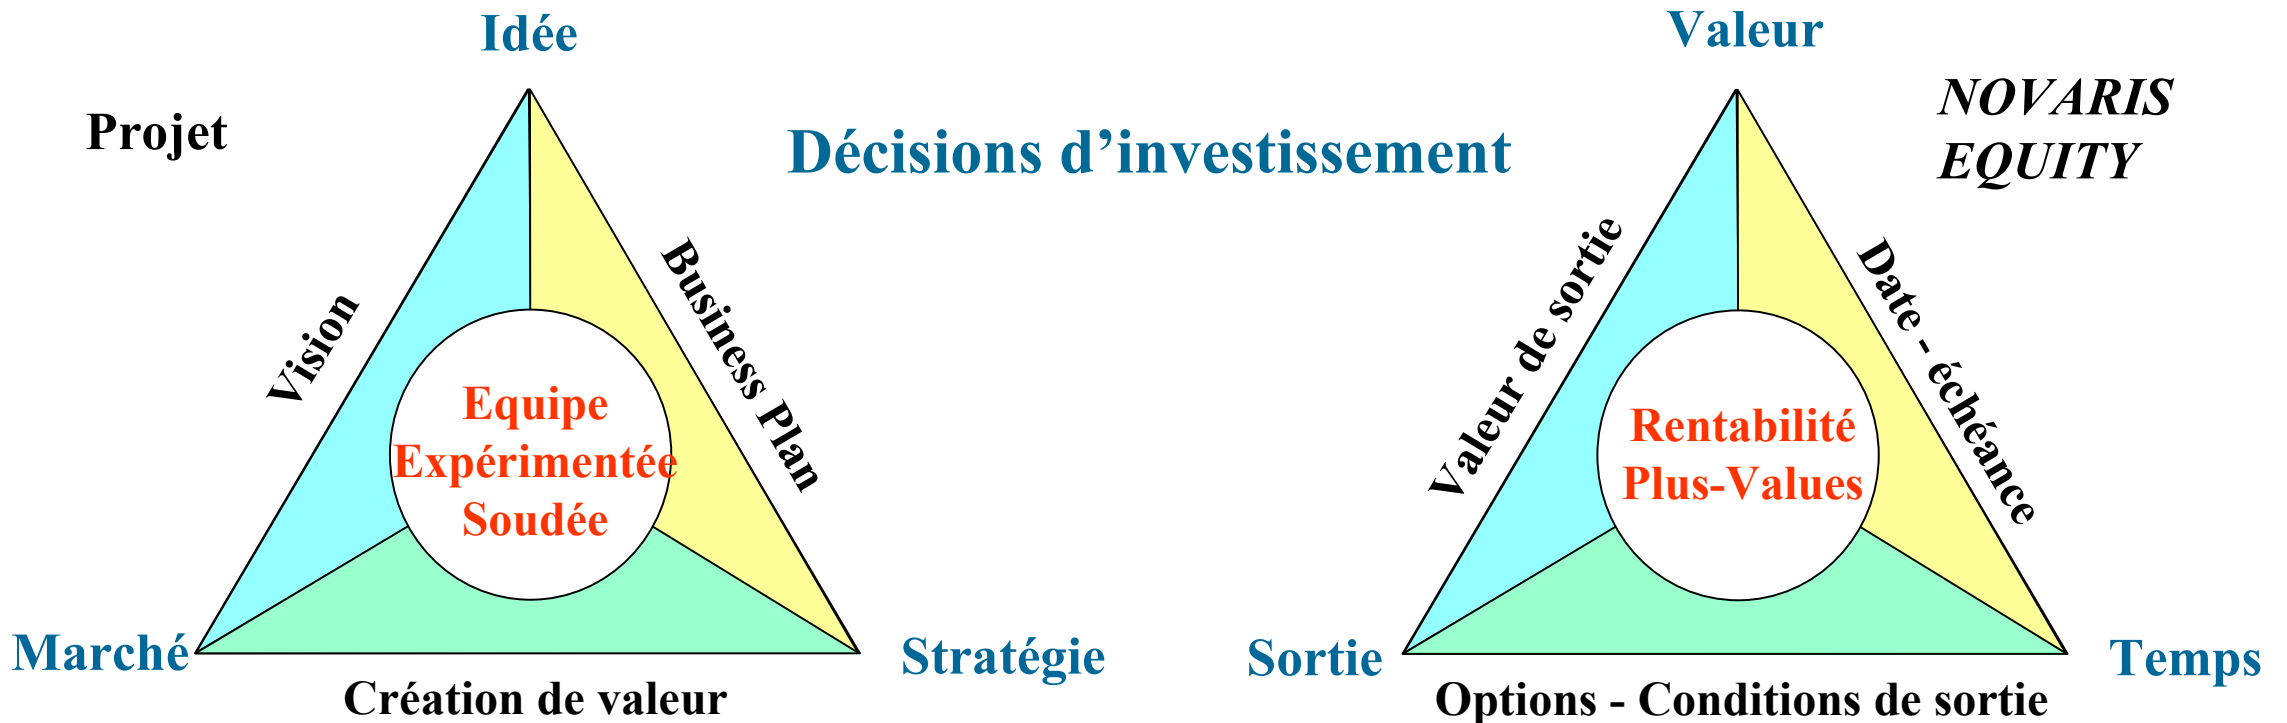 Idée
Valeur
Projet
Décisions d’investissement
NOVARIS
EQUITY
Vision
Business Plan
Equipe
Expérimentée
Soudée
Valeur de sortie
Date - échéance
Rentabilité
Plus-Values
Marché
Stratégie
Création de valeur
Sortie
Temps
Options - Conditions de sortie